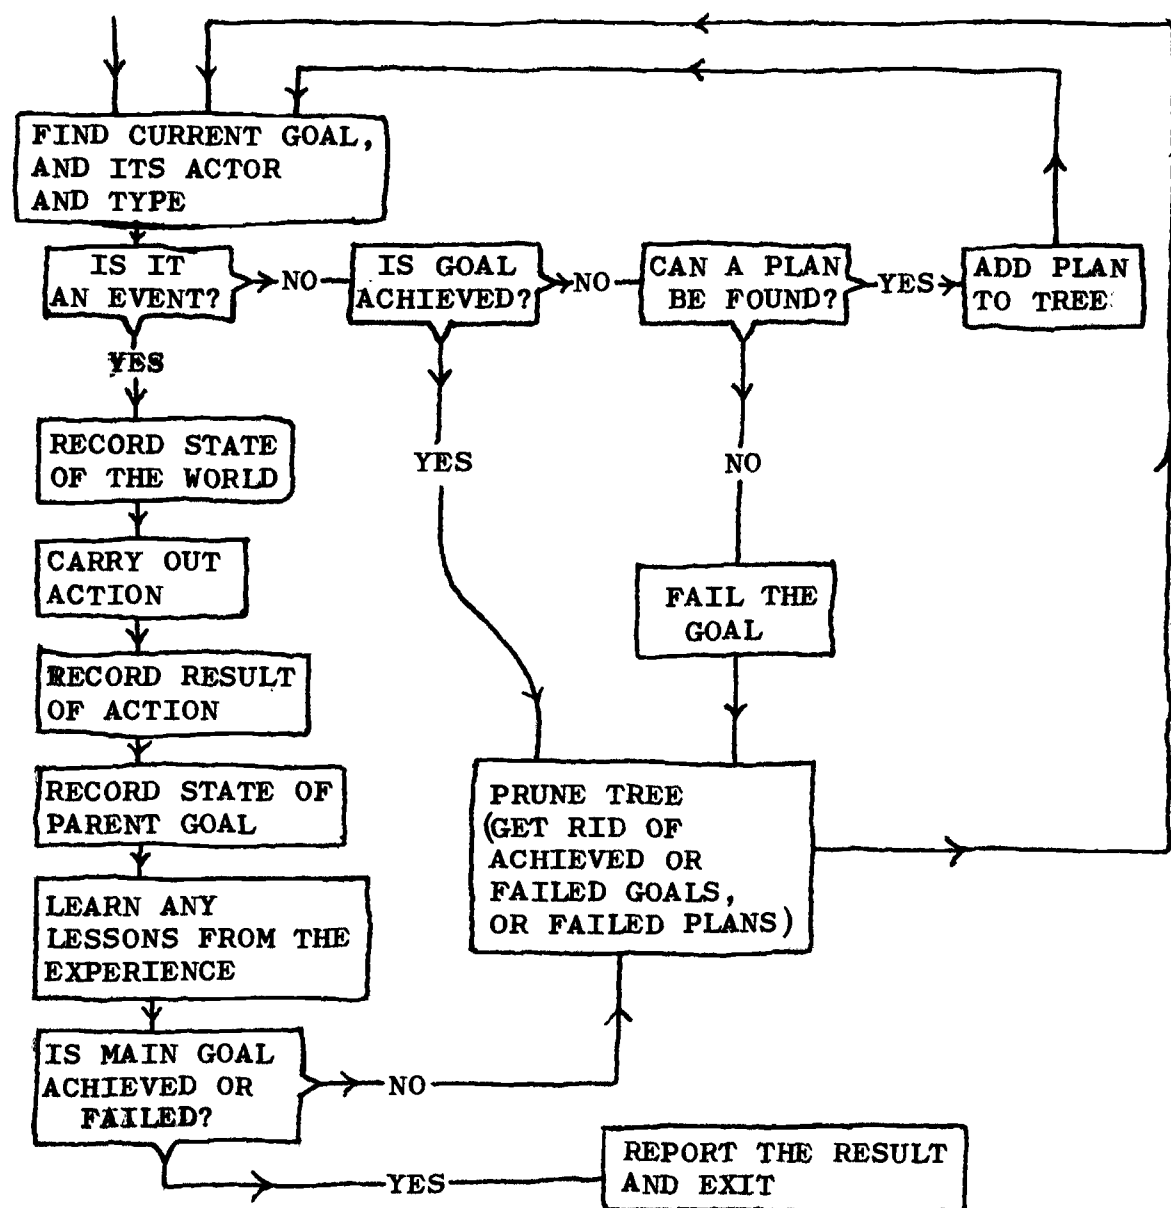 FIND CURRENT GOAL,
AND ITS ACTOR
AND TYPE
IS IT
AN EVENT?
NO
IS GOAL
ACHIEVED?
NO
CAN A PLAN
BE FOUND?
YES
ADD PLAN
TO TREE
YES
RECORD STATE
OF THE WORLD
YES
NO
CARRY OUT
ACTION
FAIL THE
GOAL
RECORD RESULT
OF ACTION
RECORD STATE OF
PARENT GOAL
PRUNE TREE
(GET RID OF
ACHIEVED OR
FAILED GOALS,
OR FAILED PLANS)
LEARN ANY
LESSONS FROM THE
EXPERIENCE
IS MAIN GOAL
ACHIEVED OR
FAILED?
NO
YES
REPORT THE RESULT
AND EXIT